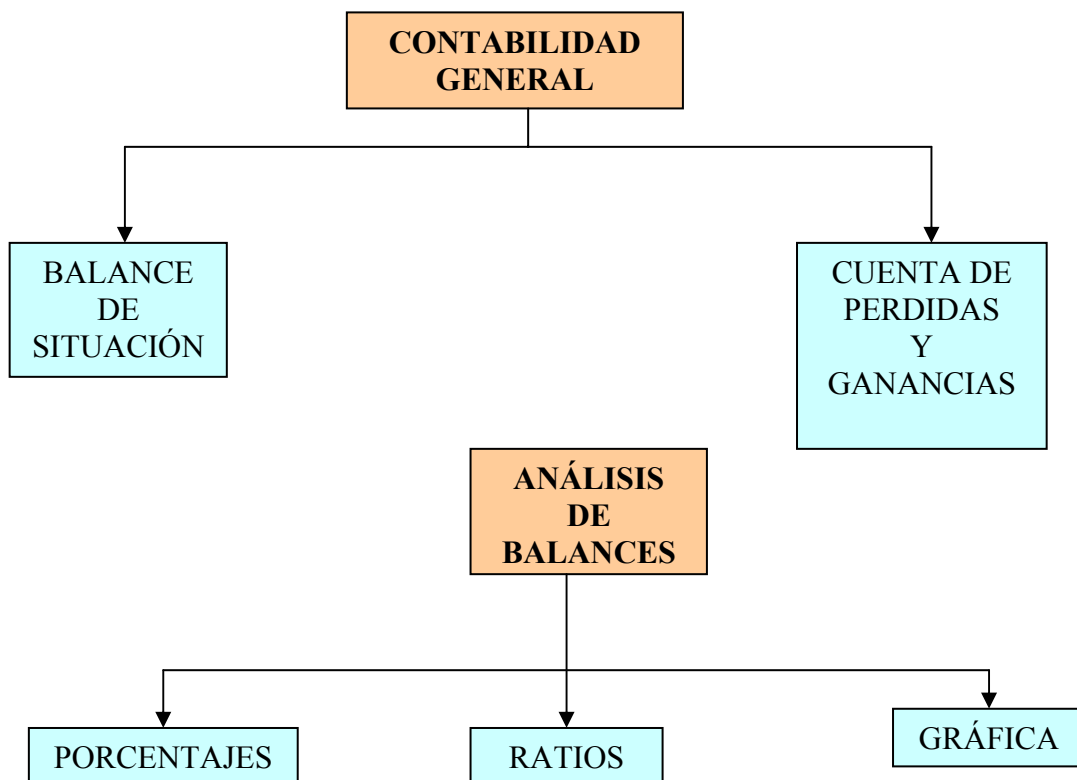 CONTABILIDAD
GENERAL
BALANCE
DE
SITUACIÓN
CUENTA DE
PERDIDAS
Y
GANANCIAS
ANÁLISIS
DE
BALANCES
PORCENTAJES
RATIOS
GRÁFICA